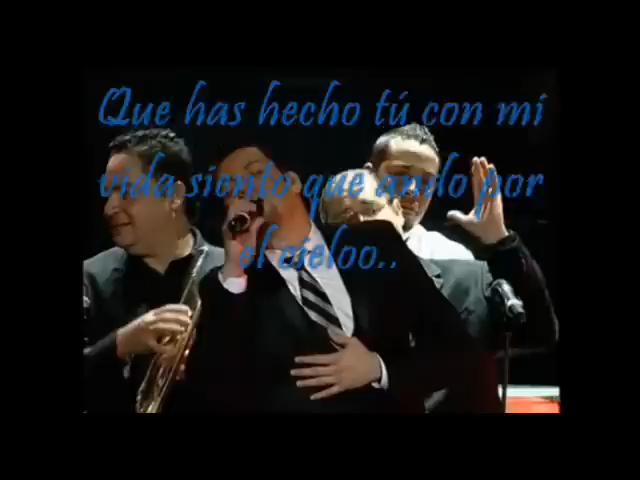 Que has hecho tú con mi
vida siento que ando por
el cieloo..